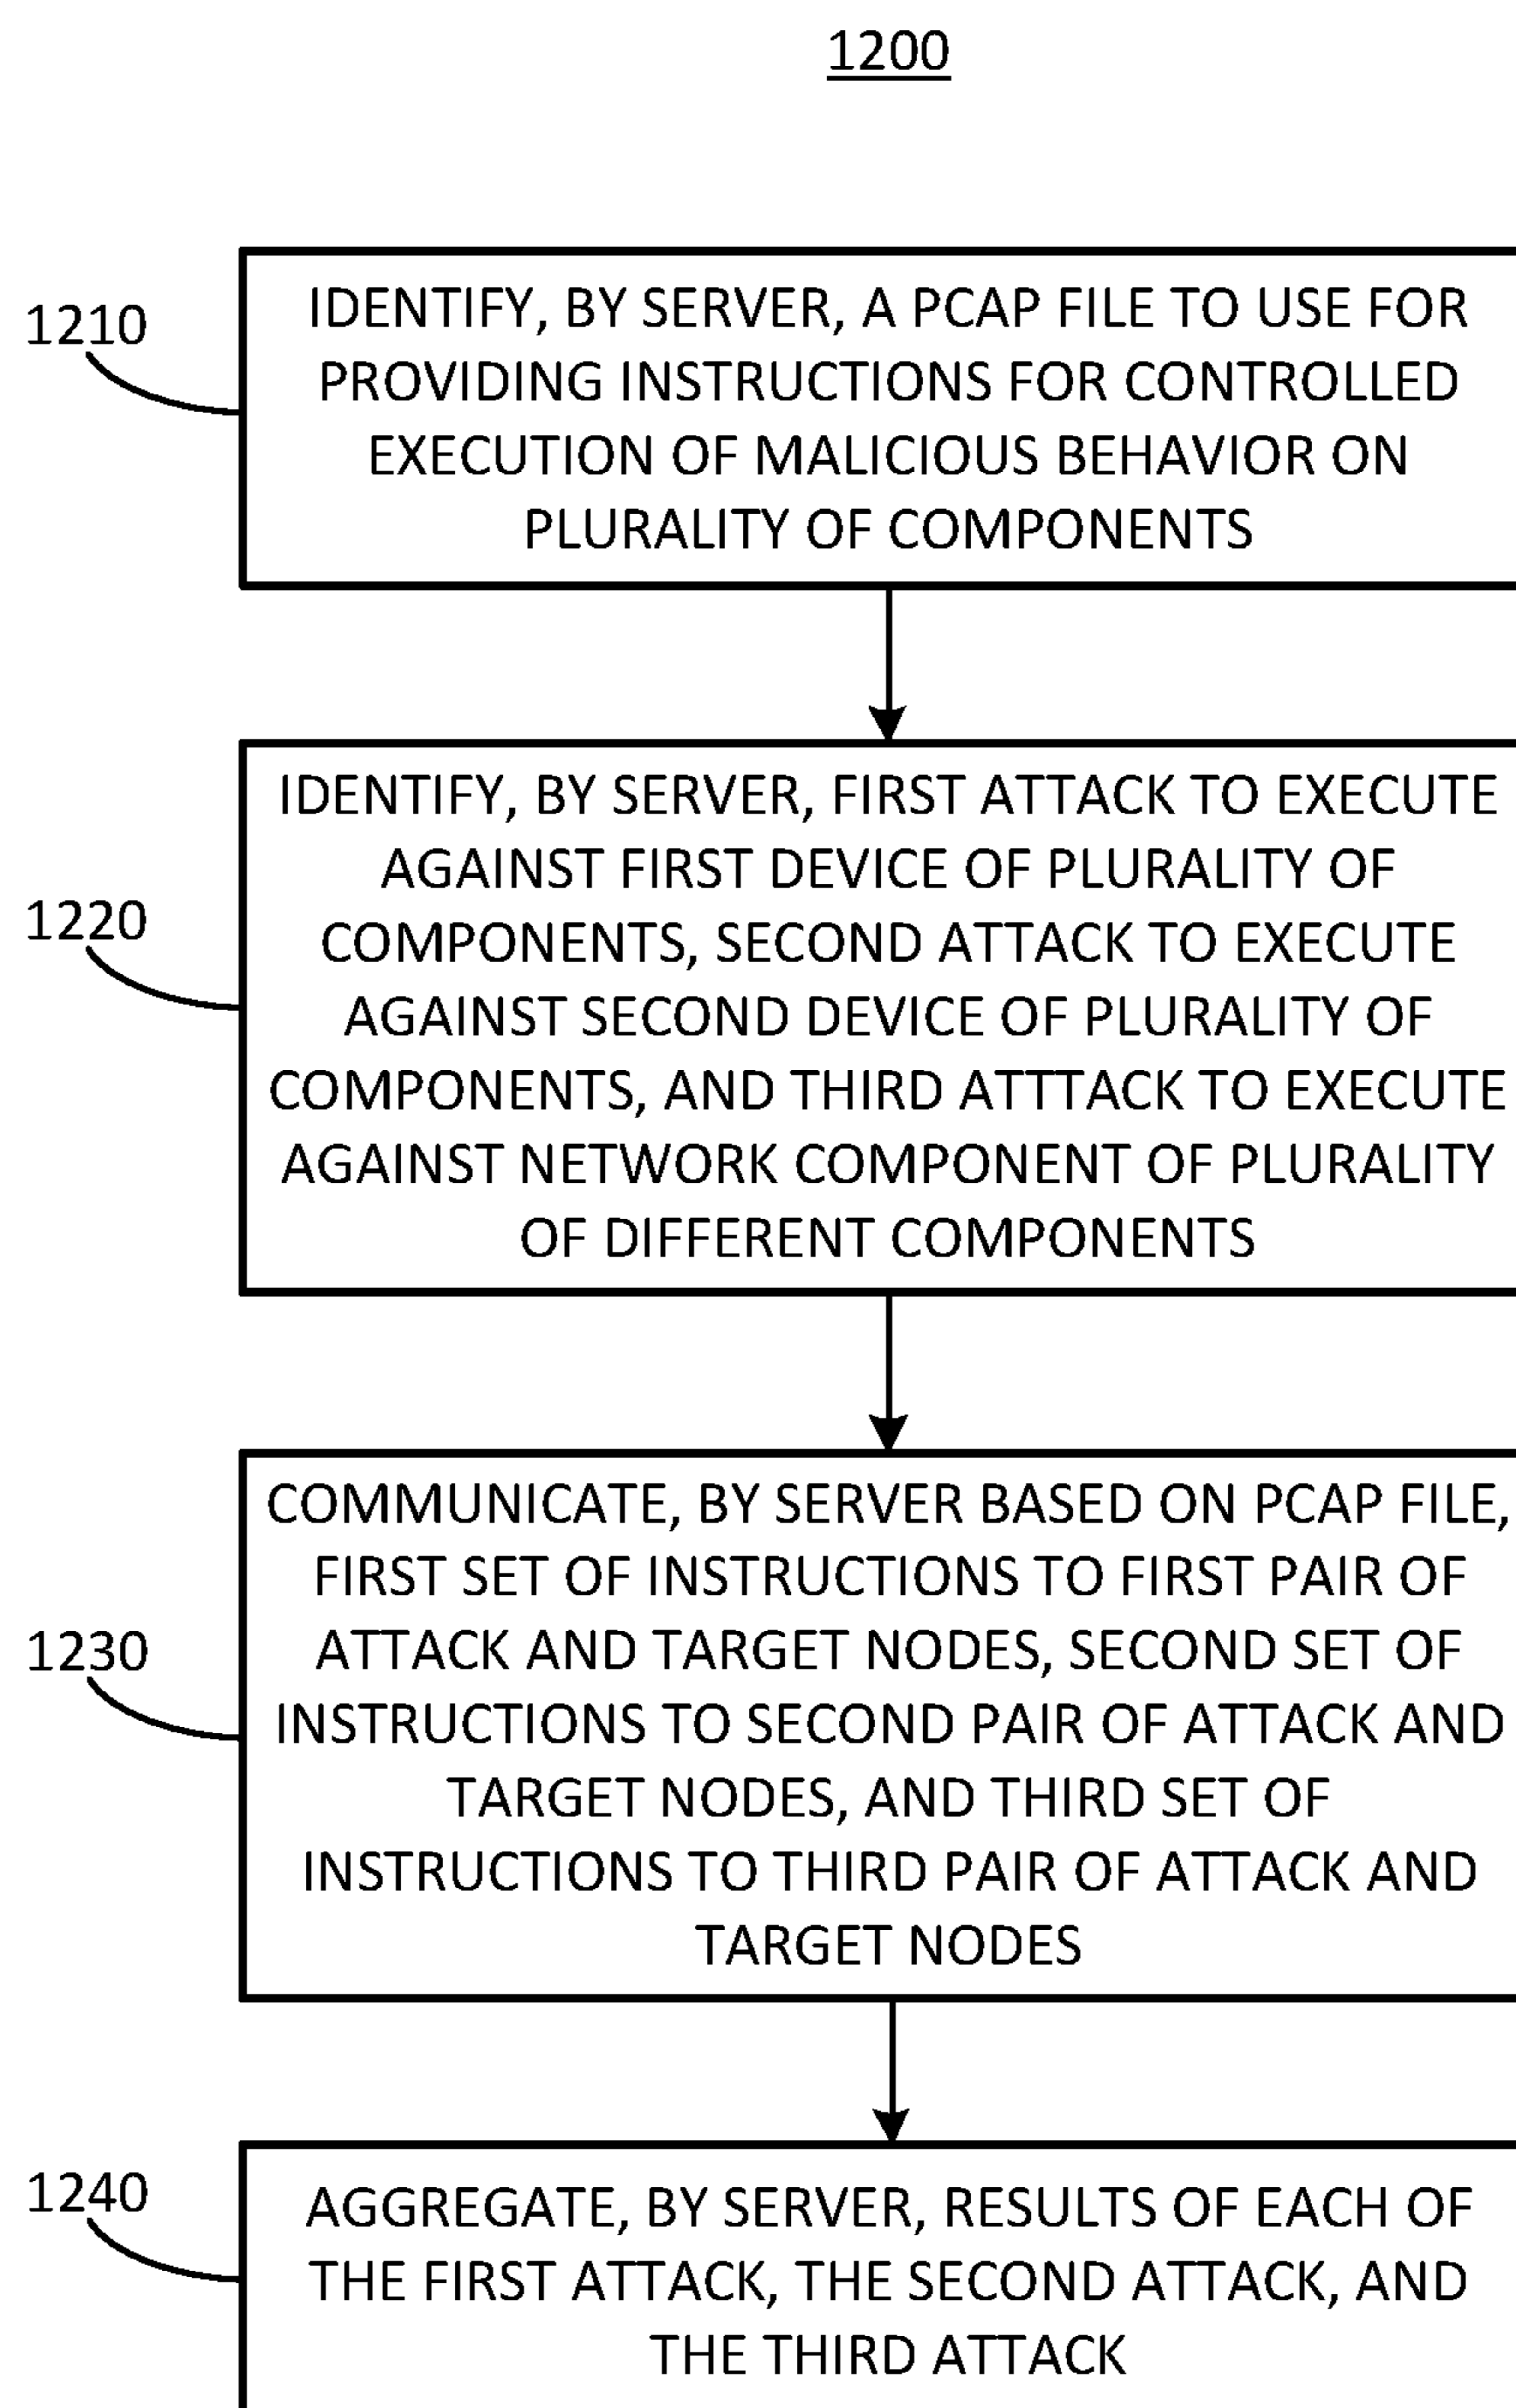 1200
1210
IDENTIFY, BY SERVER, A PCAP FILE TO USE FOR
PROVIDING INSTRUCTIONS FOR CONTROLLED
EXECUTION OF MALICIOUS BEHAVIOR ON
PLURALITY OF COMPONENTS
1220
IDENTIFY, BY SERVER, FIRST ATTACK TO EXECUTE
AGAINST FIRST DEVICE OF PLURALITY OF
COMPONENTS, SECOND ATTACK TO EXECUTE
AGAINST SECOND DEVICE OF PLURALITY OF
COMPONENTS, AND THIRD ATTTACK TO EXECUTE
AGAINST NETWORK COMPONENT OF PLURALITY
OF DIFFERENT COMPONENTS
1230
COMMUNICATE, BY SERVER BASED ON PCAP FILE,
FIRST SET OF INSTRUCTIONS TO FIRST PAIR OF
ATTACK AND TARGET NODES, SECOND SET OF
INSTRUCTIONS TO SECOND PAIR OF ATTACK AND
TARGET NODES, AND THIRD SET OF
INSTRUCTIONS TO THIRD PAIR OF ATTACK AND
TARGET NODES
1240
AGGREGATE, BY SERVER, RESULTS OF EACH OF
THE FIRST ATTACK, THE SECOND ATTACK, AND
THE THIRD ATTACK